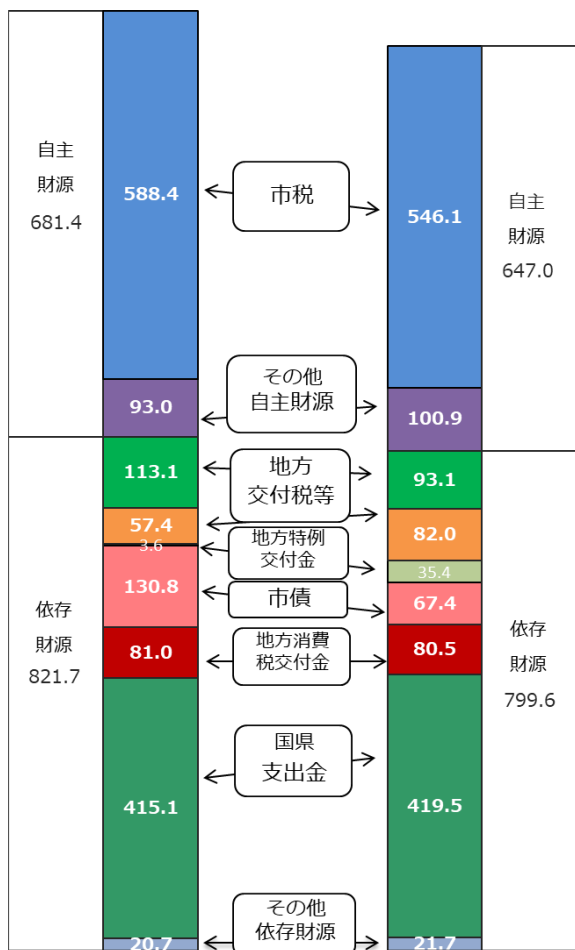 自主
財源
681.4
588.4
市税
546.1
自主
財源
647.0
93.0
その他
自主財源
100.9
113.1
地方
交付税等
93.1
57.4
82.0
3.6
地方特例
交付金
35.4
130.8
市債
67.4
依存
財源
821.7
81.0
地方消費
税交付金
80.5
依存
財源
799.6
415.1
国県
支出金
419.5
20.7
その他
依存財源
21.7